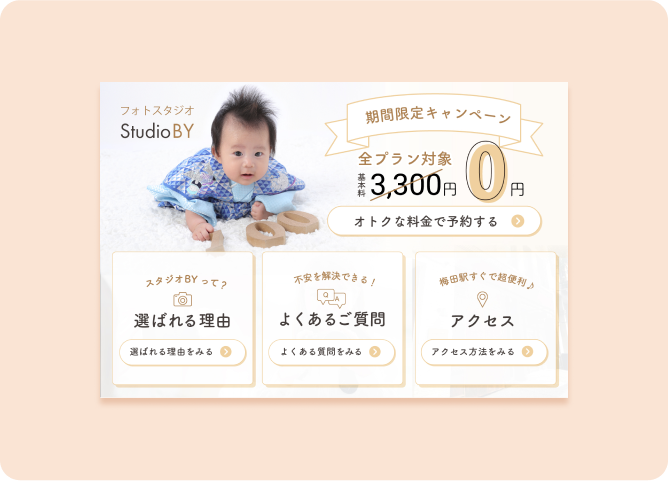 フォトスタジオ
StudioBY
期間限定キャンペーン
全プラン対象
基本料
3,300円
0円
オトクな料金で予約する
スタジオBYって?
選ばれる理由
選ばれる理由をみる
不安を解決できる!
Q A
よくあるご質問
よくある質問をみる
梅田駅すぐで超便利♪
アクセス
アクセス方法をみる